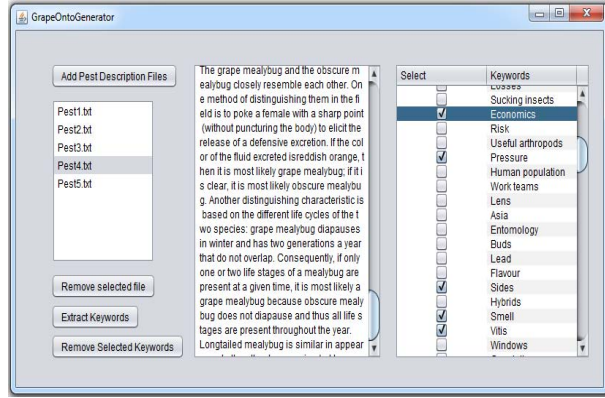 GrapeOntoGenerator
Add Pest Description Files
Pest1.txt
Pest2.txt
Pest3.txt
Pest4.txt
Pest5.txt
Remove selected file
Extract Keywords
Remove Selected Keywords
The grape mealybug and the obscure m
ealybug closely resemble each other. On
e method of distinguishing them in the fi
eld is to poke a female with a sharp point
(without puncturing the body) to elicit the
release of a defensive excretion. If the col
or of the fluid excreted isreddish orange, t
hen it is most likely grape mealybug; if it i
s clear, it is most likely obscure mealybu
g. Another distinguishing characteristic is
based on the different life cycles of the t
wo species: grape mealybug diapauses
in winter and has two generations a year
that do not overlap. Consequently, if only
one or two life stages of a mealybug are
present at a given time, it is most likely a
grape mealybug because obscure mealy
bug does not diapause and thus all life s
tages are present throughout the year.
Longtailed mealybug is similar in appear
Select Keywords
Losses
Sucking insects
Economics
Risk
Useful arthropods
Pressure
Human population
Work teams
Lens
Asia
Entomology
Buds
Lead
Flavour
Sides
Hybrids
Smell
Vitis
Windows